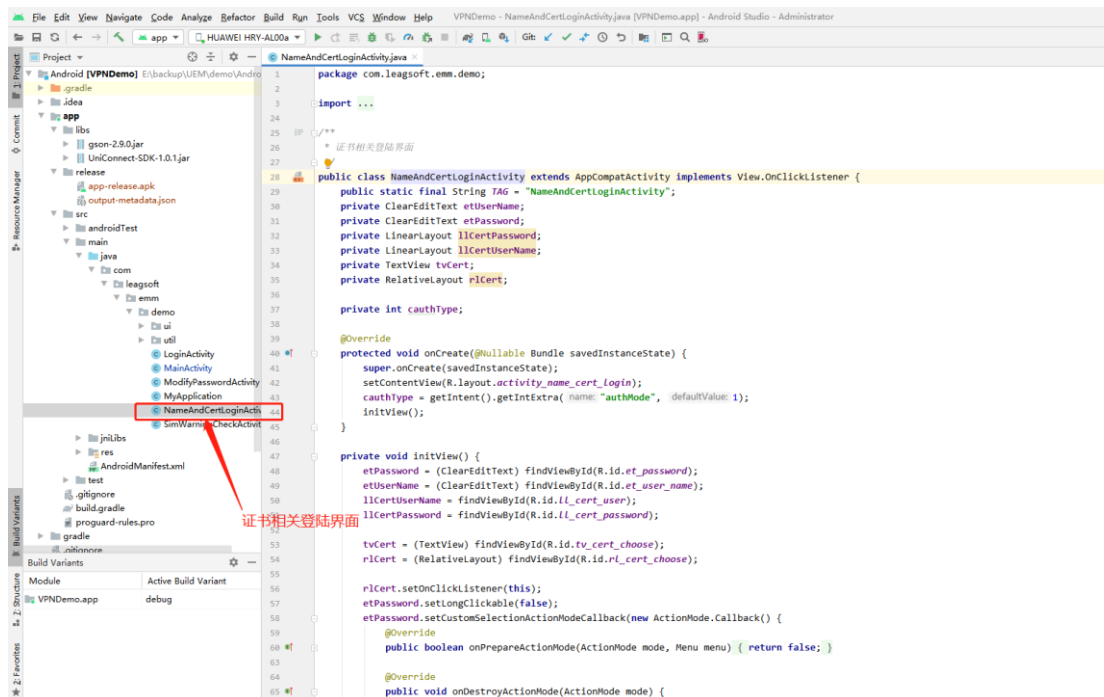 File Edit View Navigate Code Analyze Refactor Build Run Tools VCS Window Help VPNDemo - NameAndCertLoginActivity.java [VPNDemo.app] - Android Studio - Administrator
app HUAWEI HRY-AL00a Git:
Project NameAndCertLoginActivity.java
1: Project
Commit
Resource Manager
Build Variants
Z: Structure
2: Favorites
Android [VPNDemo] E:\backup\UEM\demo\Andro
.gradle
.idea
app
libs
gson-2.9.0.jar
UniConnect-SDK-1.0.1.jar
release
app-release.apk
output-metadata.json
src
androidTest
main
java
com
leagsoft
emm
demo
ui
util
LoginActivity
MainActivity
ModifyPasswordActivity
MyApplication
NameAndCertLoginActiv
SimWarningCheckActivit
jniLibs
res
AndroidManifest.xml
test
.gitignore
build.gradle
proguard-rules.pro
gradle
.gitignore
证书相关登陆界面
Build Variants
Module Active Build Variant
VPNDemo.app debug
1 package com.leagsoft.emm.demo;
2
3 import ...
24
25 /**
26 * 证书相关登陆界面
27
28 public class NameAndCertLoginActivity extends AppCompatActivity implements View.OnClickListener {
29 public static final String TAG = "NameAndCertLoginActivity";
30 private ClearEditText etUserName;
31 private ClearEditText etPassword;
32 private LinearLayout llCertPassword;
33 private LinearLayout llCertUserName;
34 private TextView tvCert;
35 private RelativeLayout rlCert;
36
37 private int cauthType;
38
39 @Override
40 protected void onCreate(@Nullable Bundle savedInstanceState) {
41 super.onCreate(savedInstanceState);
42 setContentView(R.layout.activity_name_cert_login);
43 cauthType = getIntent().getIntExtra( name: "authMode", defaultValue: 1);
44 initView();
45 }
46
47 private void initView() {
48 etPassword = (ClearEditText) findViewById(R.id.et_password);
49 etUserName = (ClearEditText) findViewById(R.id.et_user_name);
50 llCertUserName = findViewById(R.id.ll_cert_user);
51 llCertPassword = findViewById(R.id.ll_cert_password);
52
53 tvCert = (TextView) findViewById(R.id.tv_cert_choose);
54 rlCert = (RelativeLayout) findViewById(R.id.rl_cert_choose);
55
56 rlCert.setOnClickListener(this);
57 etPassword.setLongClickable(false);
58 etPassword.setCustomSelectionActionModeCallback(new ActionMode.Callback() {
59 @Override
60 public boolean onPrepareActionMode(ActionMode mode, Menu menu) { return false; }
63
64 @Override
65 public void onDestroyActionMode(ActionMode mode) {